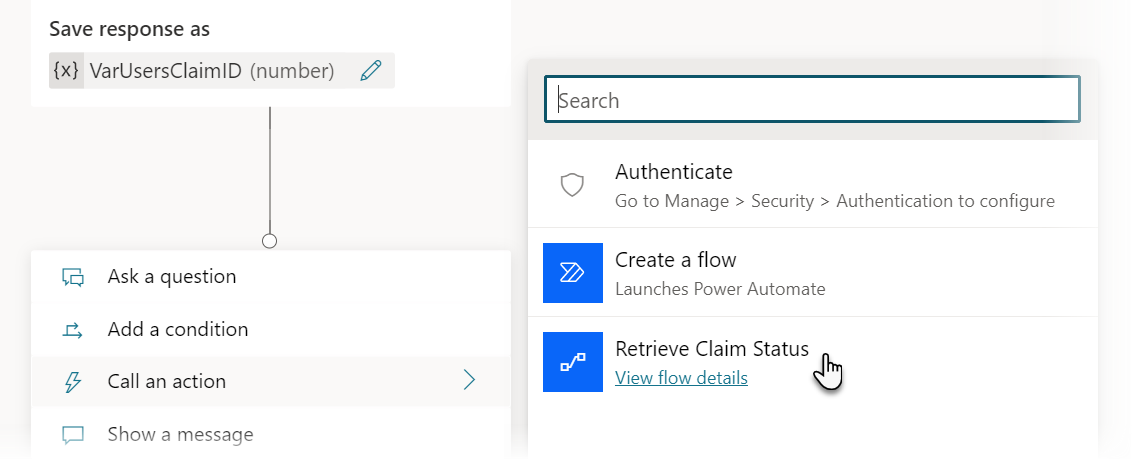 Save response as
{x} VarUsersClaimID (number)
Ask a question
Add a condition
Call an action
Show a message
Search
Authenticate
Go to Manage > Security > Authentication to configure
Create a flow
Launches Power Automate
Retrieve Claim Status
View flow details